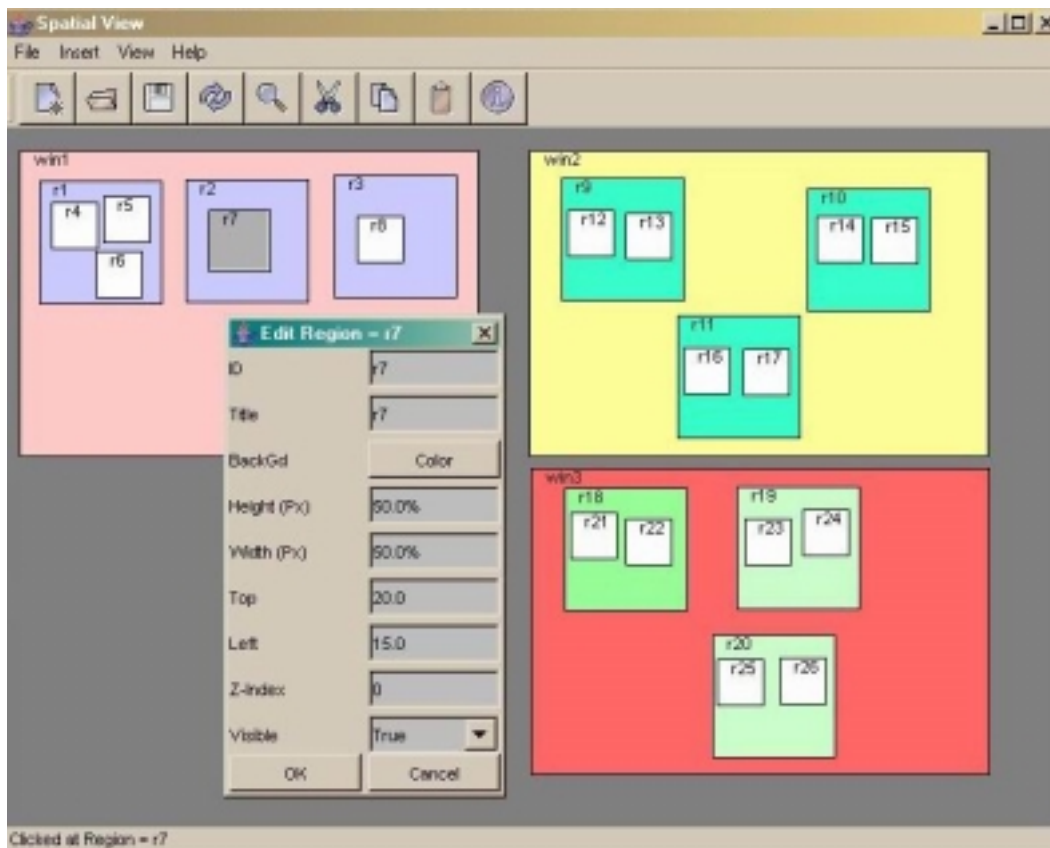 Spatial View
File Insert View Help
win1
r1
r4
r5
r6
r2
r7
r3
r8
win2
r9
r12
r13
r10
r14
r15
r11
r16
r17
win3
r18
r21
r22
r19
r23
r24
r20
r25
r26
Edit Region = r7
ID
r7
Title
r7
BackGd
Color
Height (Px)
50.0%
Width (Px)
50.0%
Top
20.0
Left
15.0
Z-Index
0
Visible
True
OK
Cancel
Clicked at Region = r7